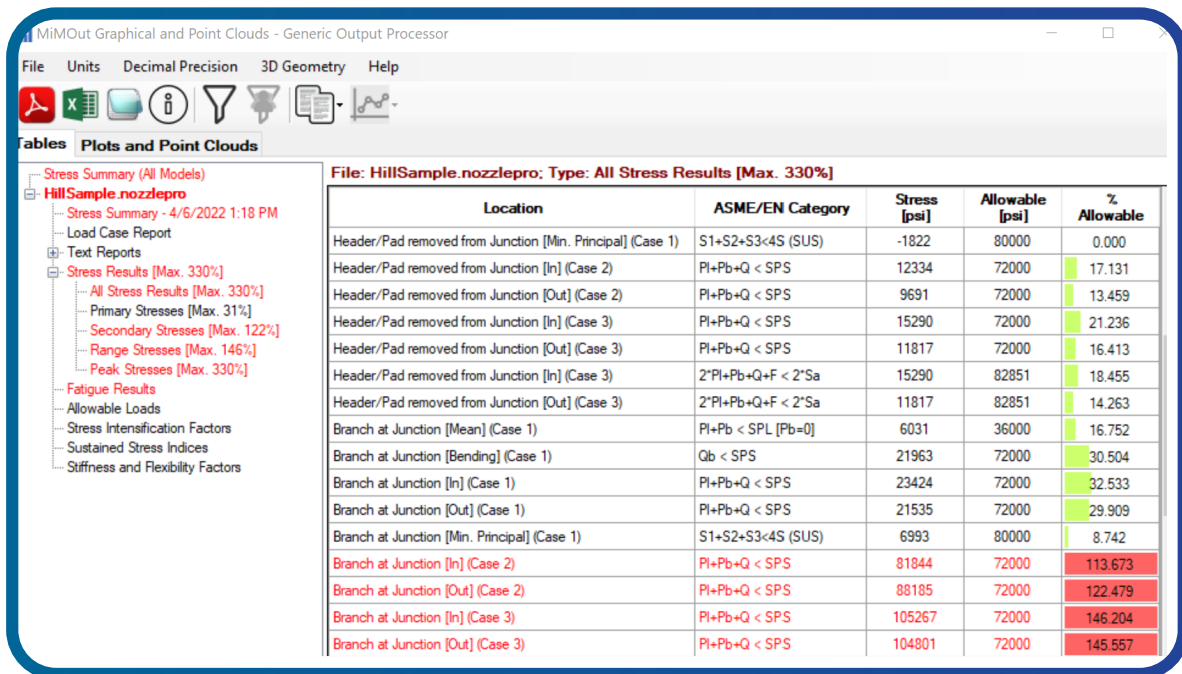 MiMOut Graphical and Point Clouds - Generic Output Processor
File Units Decimal Precision 3D Geometry Help
Tables Plots and Point Clouds
Stress Summary (All Models)
HillSample.nozzlepro
Stress Summary - 4/6/2022 1:18 PM
Load Case Report
Text Reports
Stress Results [Max. 330%]
All Stress Results [Max. 330%]
Primary Stresses [Max. 31%]
Secondary Stresses [Max. 122%]
Range Stresses [Max. 146%]
Peak Stresses [Max. 330%]
Fatigue Results
Allowable Loads
Stress Intensification Factors
Sustained Stress Indices
Stiffness and Flexibility Factors
File: HillSample.nozzlepro; Type: All Stress Results [Max. 330%]
Location ASME/EN Category Stress [psi] Allowable [psi] % Allowable
Header/Pad removed from Junction [Min. Principal] (Case 1) S1+S2+S3<4S (SUS) -1822 80000 0.000
Header/Pad removed from Junction [In] (Case 2) Pl+Pb+Q < SPS 12334 72000 17.131
Header/Pad removed from Junction [Out] (Case 2) Pl+Pb+Q < SPS 9691 72000 13.459
Header/Pad removed from Junction [In] (Case 3) Pl+Pb+Q < SPS 15290 72000 21.236
Header/Pad removed from Junction [Out] (Case 3) Pl+Pb+Q < SPS 11817 72000 16.413
Header/Pad removed from Junction [In] (Case 3) 2*Pl+Pb+Q+F < 2*Sa 15290 82851 18.455
Header/Pad removed from Junction [Out] (Case 3) 2*Pl+Pb+Q+F < 2*Sa 11817 82851 14.263
Branch at Junction [Mean] (Case 1) Pl+Pb < SPL [Pb=0] 6031 36000 16.752
Branch at Junction [Bending] (Case 1) Qb < SPS 21963 72000 30.504
Branch at Junction [In] (Case 1) Pl+Pb+Q < SPS 23424 72000 32.533
Branch at Junction [Out] (Case 1) Pl+Pb+Q < SPS 21535 72000 29.909
Branch at Junction [Min. Principal] (Case 1) S1+S2+S3<4S (SUS) 6993 80000 8.742
Branch at Junction [In] (Case 2) Pl+Pb+Q < SPS 81844 72000 113.673
Branch at Junction [Out] (Case 2) Pl+Pb+Q < SPS 88185 72000 122.479
Branch at Junction [In] (Case 3) Pl+Pb+Q < SPS 105267 72000 146.204
Branch at Junction [Out] (Case 3) Pl+Pb+Q < SPS 104801 72000 145.557